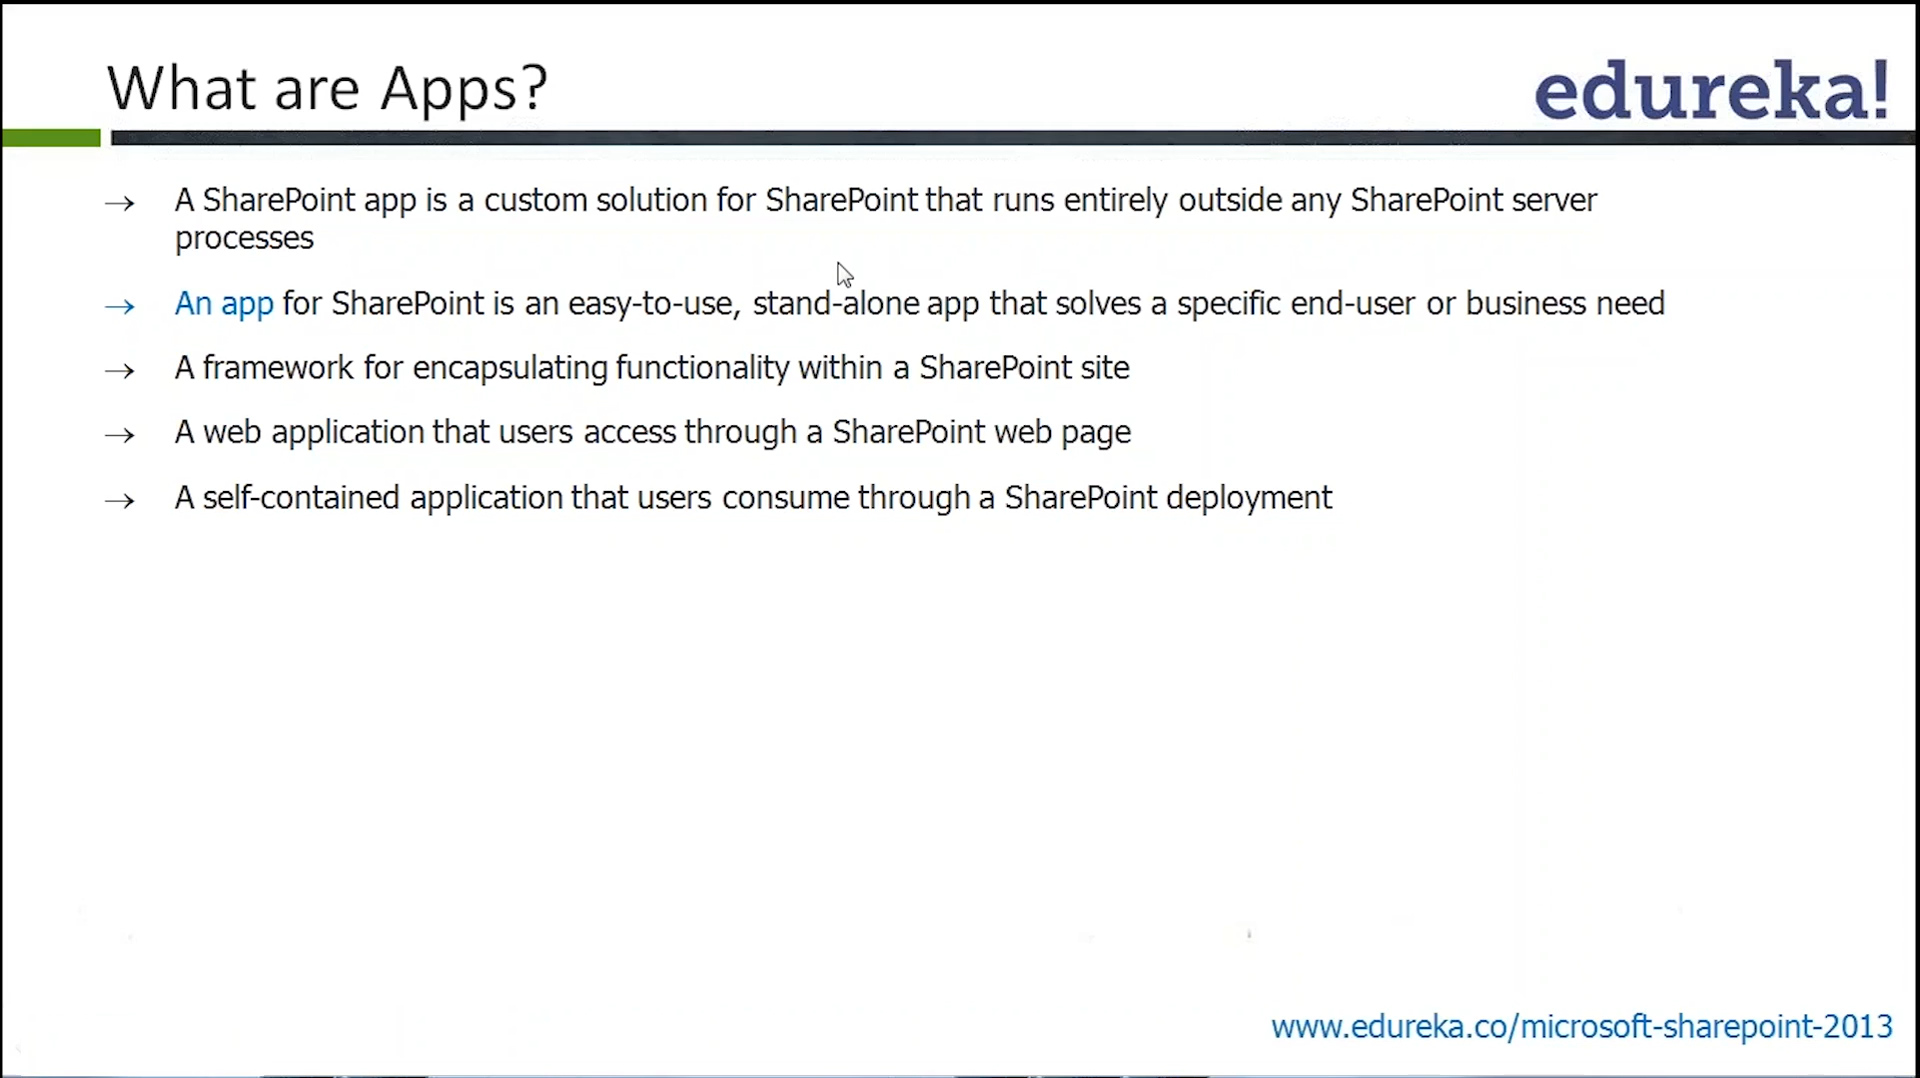 What are Apps?
edureka!
→ A SharePoint app is a custom solution for SharePoint that runs entirely outside any SharePoint server
processes
→ An app for SharePoint is an easy-to-use, stand-alone app that solves a specific end-user or business need
→ A framework for encapsulating functionality within a SharePoint site
→ A web application that users access through a SharePoint web page
→ A self-contained application that users consume through a SharePoint deployment
www.edureka.co/microsoft-sharepoint-2013